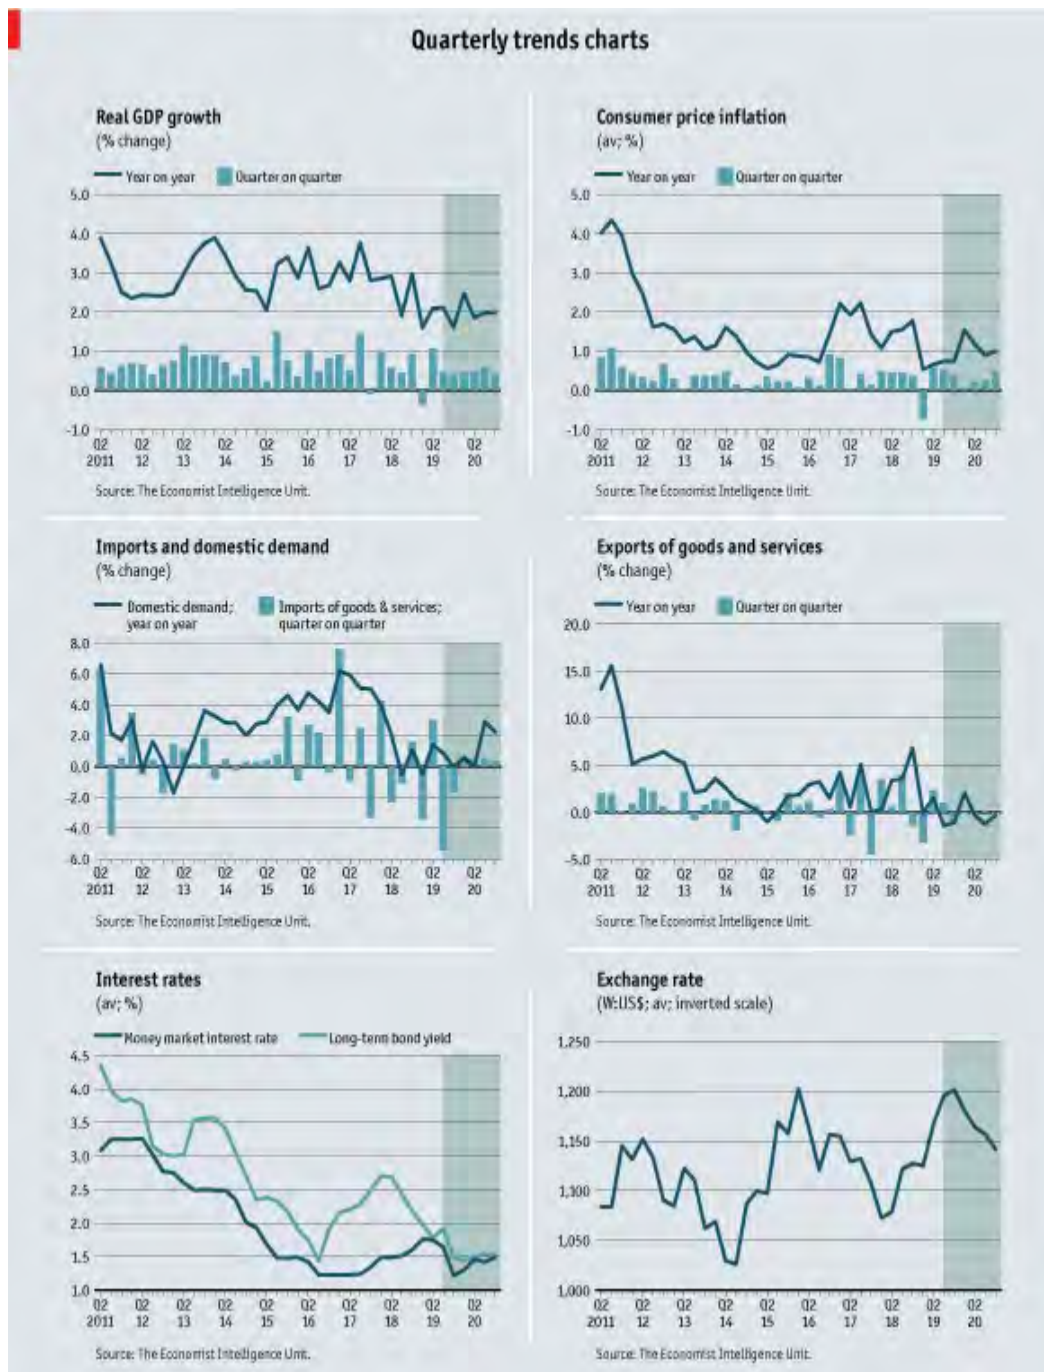 Quarterly trends charts
Real GDP growth
(% change)
Year on year
Quarter on quarter
5.0
4.0
3.0
2.0
1.0
0.0
-1.0
Q2 Q2 Q2 Q2 Q2 Q2 Q2 Q2 Q2 Q2
2011 12 13 14 15 16 17 18 19 20
Source: The Economist Intelligence Unit.
Consumer price inflation
(av; %)
Year on year
Quarter on quarter
5.0
4.0
3.0
2.0
1.0
0.0
-1.0
Q2 Q2 Q2 Q2 Q2 Q2 Q2 Q2 Q2 Q2
2011 12 13 14 15 16 17 18 19 20
Source: The Economist Intelligence Unit.
Imports and domestic demand
(% change)
Domestic demand;
year on year
Imports of goods & services;
quarter on quarter
8.0
6.0
4.0
2.0
0.0
-2.0
-4.0
6.0
Q2 Q2 Q2 Q2 Q2 Q2 Q2 Q2 Q2 Q2
2011 12 13 14 15 16 17 18 19 20
Source: The Economist Intelligence Unit.
Exports of goods and services
(% change)
Year on year
Quarter on quarter
20.0
15.0
10.0
5.0
0.0
-5.0
Q2 Q2 Q2 Q2 Q2 Q2 Q2 Q2 Q2 Q2
2011 12 13 14 15 16 17 18 19 20
Source: The Economist Intelligence Unit.
Interest rates
(av; %)
Money market interest rate
Long-term bond yield
4.5
4.0
3.5
3.0
2.5
2.0
1.5
1.0
Q2 Q2 Q2 Q2 Q2 Q2 Q2 Q2 Q2 Q2
2011 12 13 14 15 16 17 18 19 20
Source: The Economist Intelligence Unit.
Exchange rate
(W:US$; av; inverted scale)
1,250
1,200
1,150
1,100
1,050
1,000
Q2 Q2 Q2 Q2 Q2 Q2 Q2 Q2 Q2 Q2
2011 12 13 14 15 16 17 18 19 20
Source: The Economist Intelligence Unit.